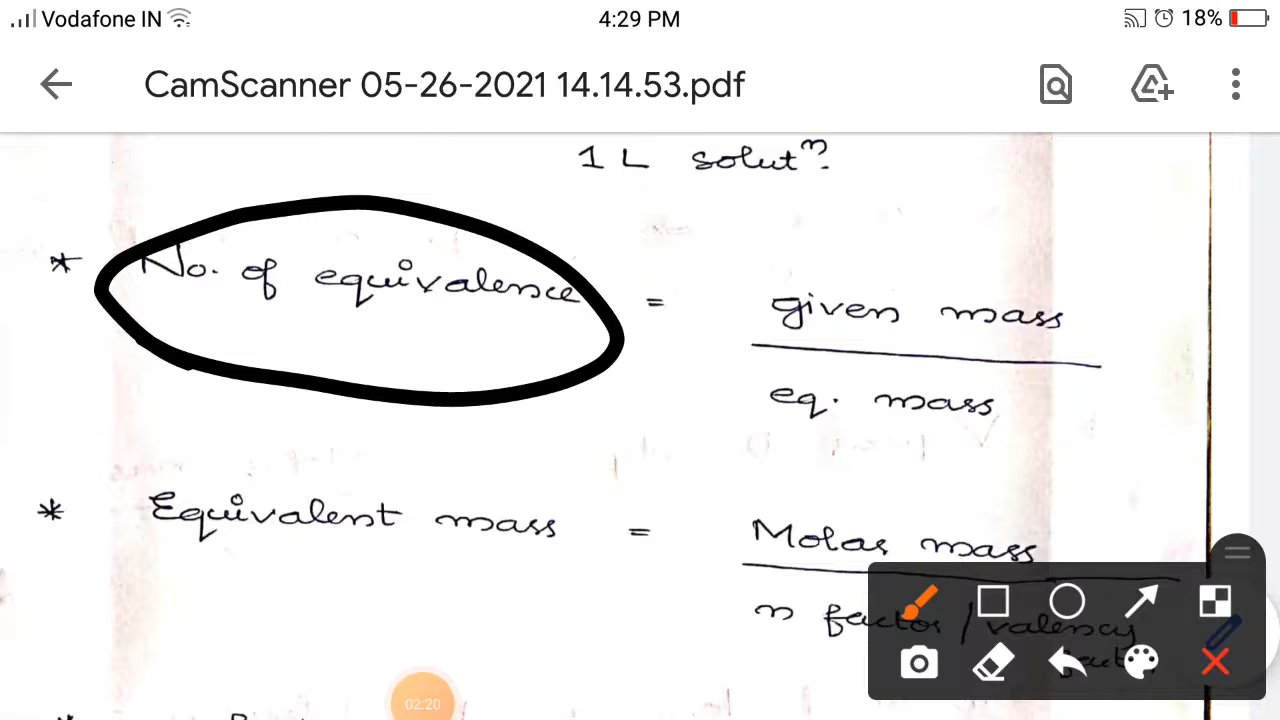 Vodafone IN 4:29 PM 18%
CamScanner 05-26-2021 14.14.53.pdf
1 L solutⁿ.
* No. of equivalence = given mass
eq. mass
* Equivalent mass = Molar mass
n factor / valency
02:20